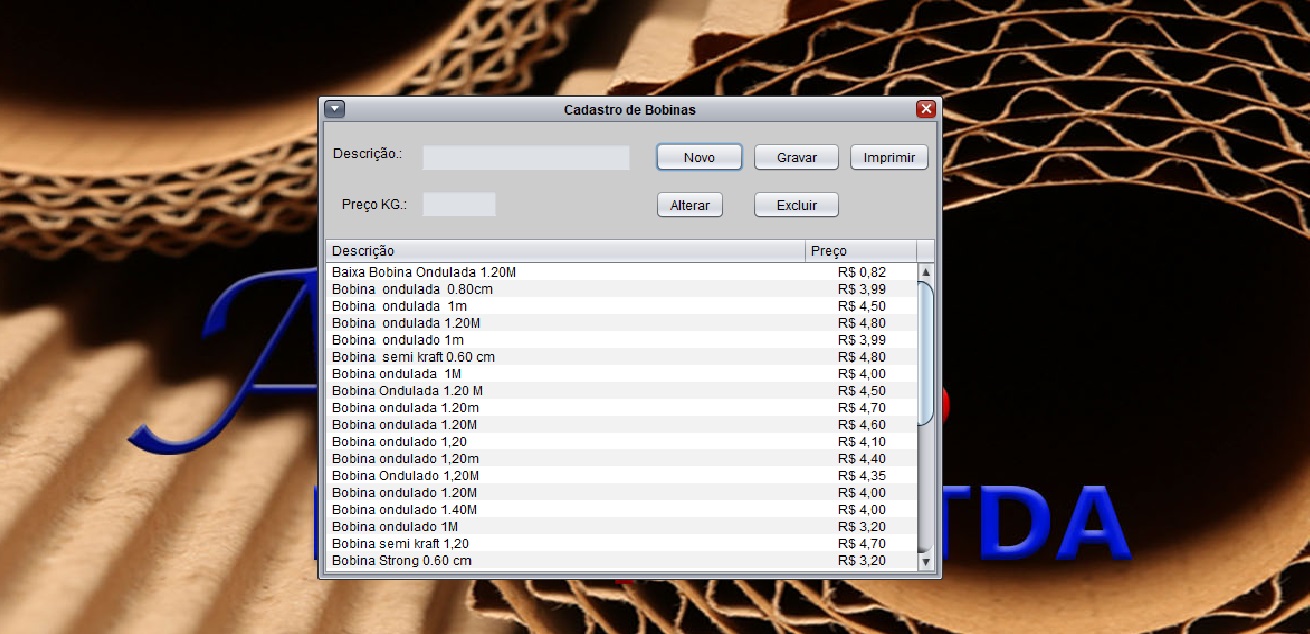 Cadastro de Bobinas
Descrição.:
Novo
Gravar
Imprimir
Preço KG.:
Alterar
Excluir
Descrição Preço
Baixa Bobina Ondulada 1.20M R$ 0,82
Bobina  ondulada  0.80cm R$ 3,99
Bobina  ondulada  1m R$ 4,50
Bobina  ondulada 1.20M R$ 4,80
Bobina  ondulado 1m R$ 3,99
Bobina  semi kraft 0.60 cm R$ 4,80
Bobina ondulada  1M R$ 4,00
Bobina Ondulada 1.20 M R$ 4,50
Bobina ondulada 1.20m R$ 4,70
Bobina ondulada 1.20M R$ 4,60
Bobina ondulado 1,20 R$ 4,10
Bobina ondulado 1,20m R$ 4,40
Bobina Ondulado 1,20M R$ 4,35
Bobina ondulado 1.20M R$ 4,00
Bobina ondulado 1.40M R$ 4,00
Bobina ondulado 1M R$ 3,20
Bobina semi kraft 1,20 R$ 4,70
Bobina Strong 0.60 cm R$ 3,20
A
TDA